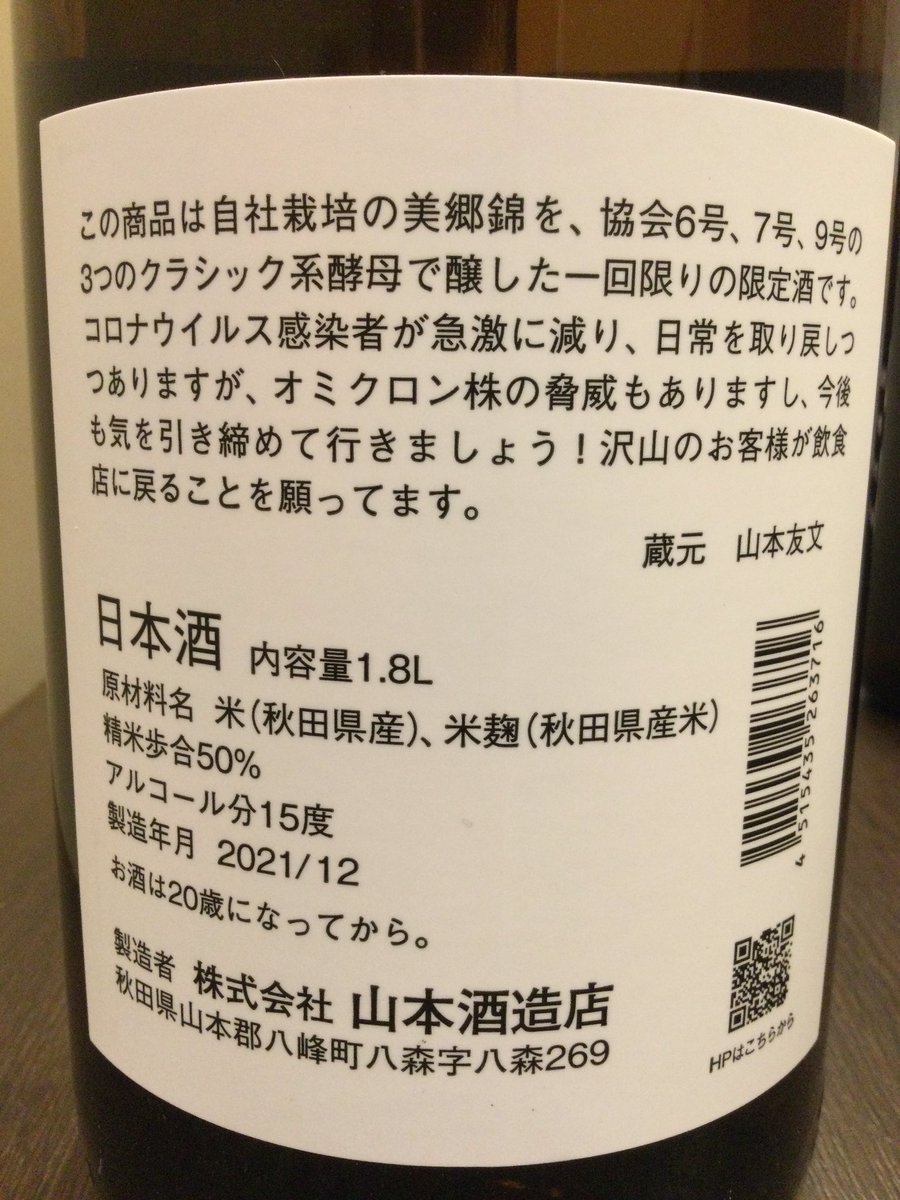 この商品は自社栽培の美郷錦を、協会6号、7号、9号の
3つのクラシック系酵母で醸した一回限りの限定酒です。
コロナウイルス感染者が急激に減り、日常を取り戻しつ
つありますが、オミクロン株の脅威もありますし、今後
も気を引き締めて行きましょう！沢山のお客様が飲食
店に戻ることを願ってます。
蔵元　山本友文
日本酒 内容量1.8L
原材料名 米(秋田県産)、米麹(秋田県産米)
精米歩合50%
アルコール分15度
製造年月 2021/12
お酒は20歳になってから。
製造者 株式会社 山本酒造店
秋田県山本郡八峰町八森字八森269
4 515435 263716
HPはこちらから